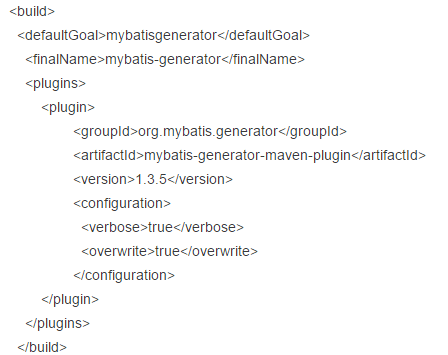 <build>
<defaultGoal>mybatisgenerator</defaultGoal>
<finalName>mybatis-generator</finalName>
<plugins>
<plugin>
<groupId>org.mybatis.generator</groupId>
<artifactId>mybatis-generator-maven-plugin</artifactId>
<version>1.3.5</version>
<configuration>
<verbose>true</verbose>
<overwrite>true</overwrite>
</configuration>
</plugin>
</plugins>
</build>